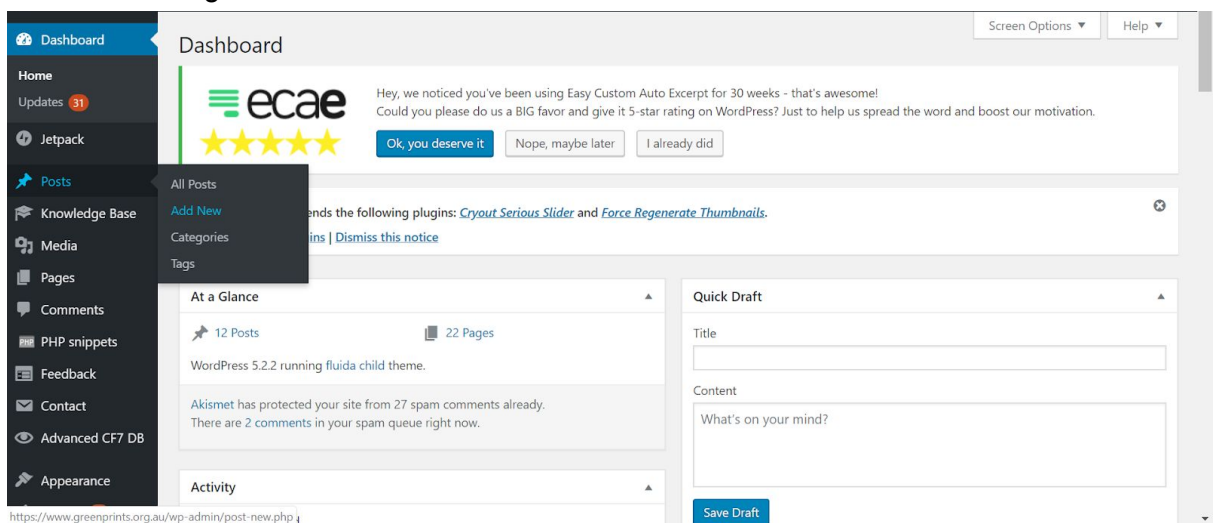 Screen Options ▼
Help ▼
Dashboard
Home
Updates 31
Jetpack
Posts
Knowledge Base
Media
Pages
Comments
PHP PHP snippets
Feedback
Contact
Advanced CF7 DB
Appearance
All Posts
Add New
Categories
Tags
Dashboard
ecae
Hey, we noticed you've been using Easy Custom Auto Excerpt for 30 weeks - that's awesome!
Could you please do us a BIG favor and give it 5-star rating on WordPress? Just to help us spread the word and boost our motivation.
Ok, you deserve it
Nope, maybe later
I already did
ends the following plugins: Cryout Serious Slider and Force Regenerate Thumbnails.
ins | Dismiss this notice
At a Glance
12 Posts
22 Pages
WordPress 5.2.2 running fluida child theme.
Akismet has protected your site from 27 spam comments already.
There are 2 comments in your spam queue right now.
Activity
Quick Draft
Title
Content
What's on your mind?
Save Draft
https://www.greenprints.org.au/wp-admin/post-new.php